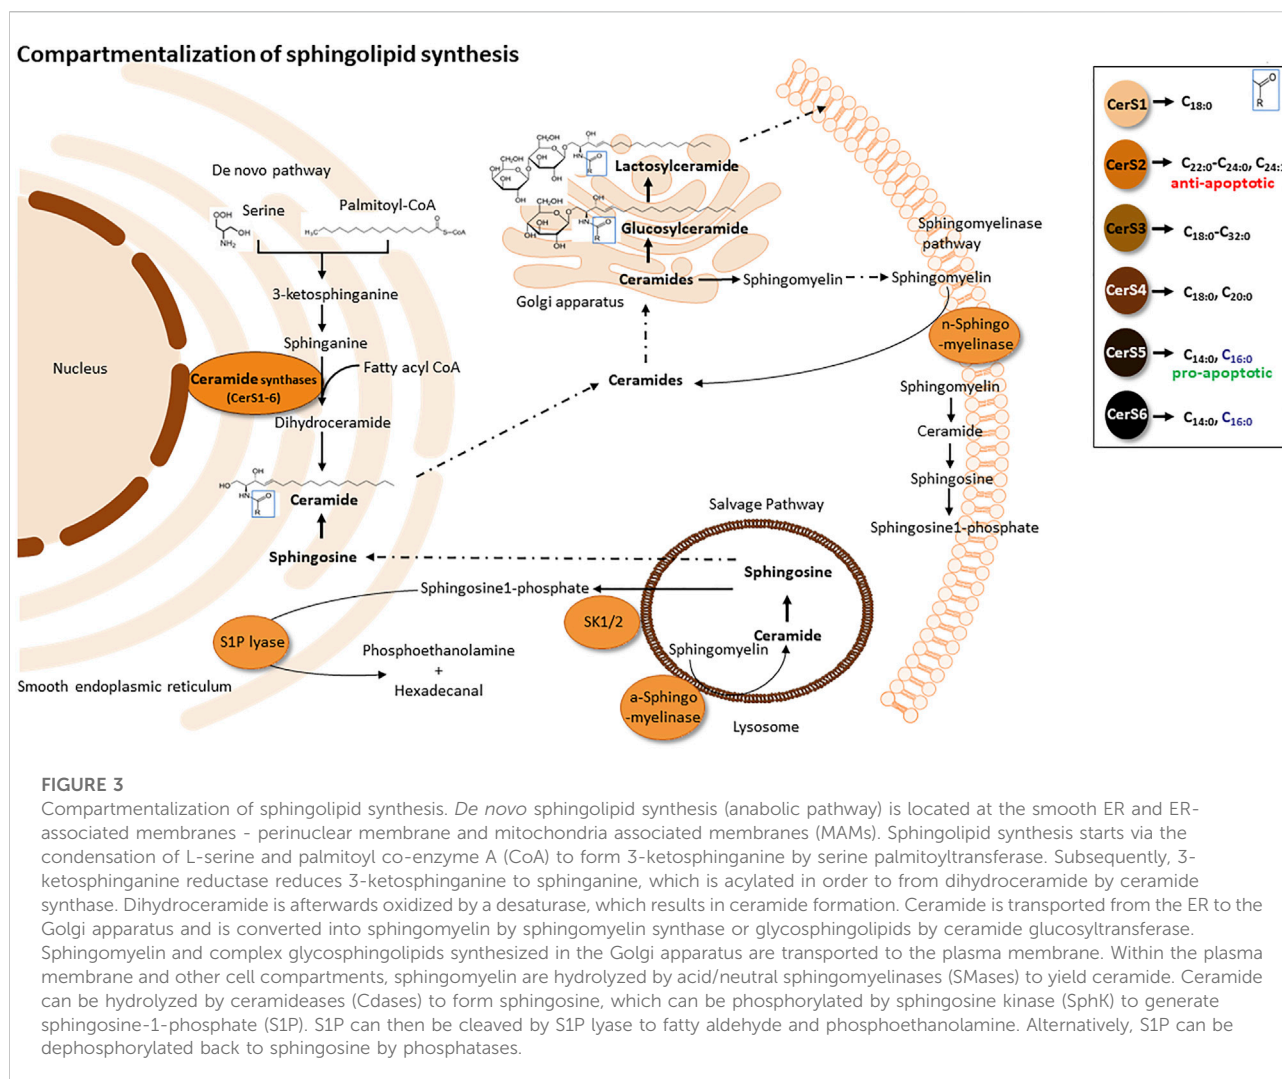 Compartmentalization of sphingolipid synthesis
De novo pathway
Serine
Palmitoyl-CoA
OOH
OH
NH₂
H₃C
S-CoA
O
3-ketosphinganine
Sphinganine
Nucleus
Ceramide synthases
(CerS1-6)
Fatty acyl CoA
Dihydroceramide
OH
HO
HN
O
R
Ceramide
Sphingosine
Sphingosine1-phosphate
S1P lyase
Phosphoethanolamine
+
Hexadecanal
Smooth endoplasmic reticulum
Lactosylceramide
Glucosylceramide
Ceramides
Golgi apparatus
Sphingomyelin
Sphingomyelinase
pathway
Sphingomyelin
n-Sphingo
-myelinase
Ceramides
Sphingomyelin
Ceramide
Sphingosine
Sphingosine1-phosphate
Salvage Pathway
Sphingosine
Ceramide
Sphingomyelin
SK1/2
a-Sphingo
-myelinase
Lysosome
O
R
CerS1
C18:0
CerS2
C22:0-C24:0, C24:1
anti-apoptotic
CerS3
C18:0-C32:0
CerS4
C18:0, C20:0
CerS5
C14:0, C16:0
pro-apoptotic
CerS6
C14:0, C16:0
FIGURE 3
Compartmentalization of sphingolipid synthesis. De novo sphingolipid synthesis (anabolic pathway) is located at the smooth ER and ER-
associated membranes - perinuclear membrane and mitochondria associated membranes (MAMs). Sphingolipid synthesis starts via the
condensation of L-serine and palmitoyl co-enzyme A (CoA) to form 3-ketosphinganine by serine palmitoyltransferase. Subsequently, 3-
ketosphinganine reductase reduces 3-ketosphinganine to sphinganine, which is acylated in order to from dihydroceramide by ceramide
synthase. Dihydroceramide is afterwards oxidized by a desaturase, which results in ceramide formation. Ceramide is transported from the ER to the
Golgi apparatus and is converted into sphingomyelin by sphingomyelin synthase or glycosphingolipids by ceramide glucosyltransferase.
Sphingomyelin and complex glycosphingolipids synthesized in the Golgi apparatus are transported to the plasma membrane. Within the plasma
membrane and other cell compartments, sphingomyelin are hydrolyzed by acid/neutral sphingomyelinases (SMases) to yield ceramide. Ceramide
can be hydrolyzed by ceramideases (Cdases) to form sphingosine, which can be phosphorylated by sphingosine kinase (SphK) to generate
sphingosine-1-phosphate (S1P). S1P can then be cleaved by S1P lyase to fatty aldehyde and phosphoethanolamine. Alternatively, S1P can be
dephosphorylated back to sphingosine by phosphatases.